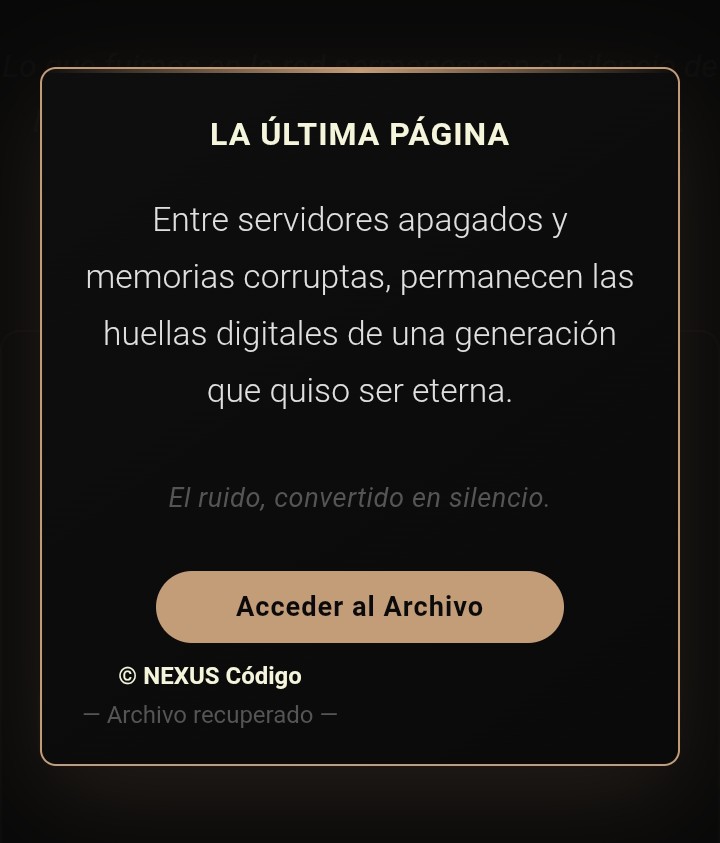 LA ÚLTIMA PÁGINA
Entre servidores apagados y
memorias corruptas, permanecen las
huellas digitales de una generación
que quiso ser eterna.
El ruido, convertido en silencio.
Acceder al Archivo
© NEXUS Código
— Archivo recuperado —